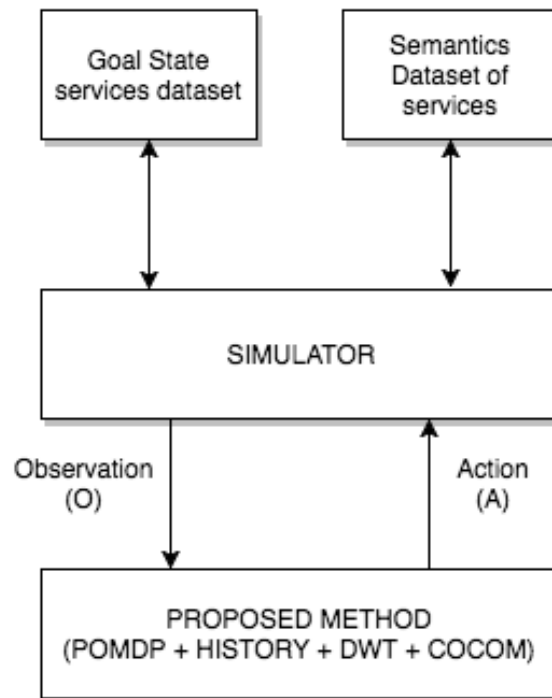 Goal State
services dataset
Semantics
Dataset of
services
SIMULATOR
Observation
(O)
Action
(A)
PROPOSED METHOD
(POMDP + HISTORY + DWT + COCOM)